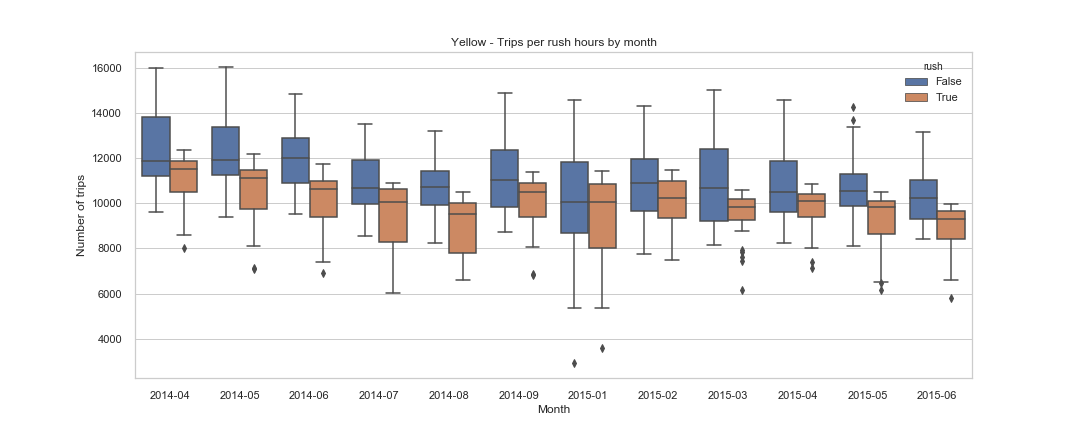 Yellow - Trips per rush hours by month
rush
False
True
16000
14000
12000
10000
8000
6000
4000
Number of trips
2014-04 2014-05 2014-06 2014-07 2014-08 2014-09 2015-01 2015-02 2015-03 2015-04 2015-05 2015-06
Month